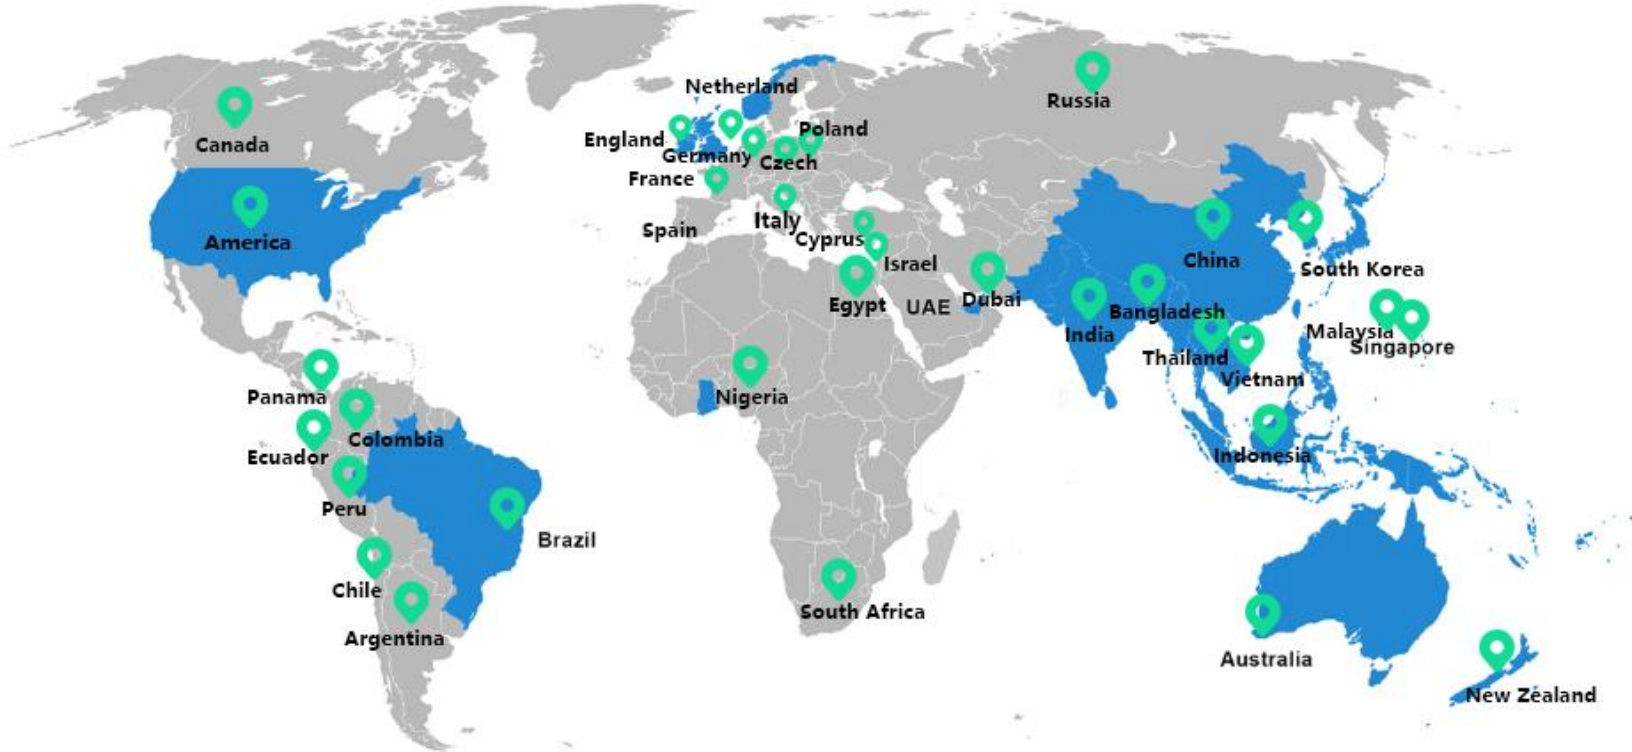 Netherland
Russia
Canada
England
Poland
Germany
Czech
France
America
Spain
Italy
Cyprus
Israel
China
South Korea
Egypt
UAE
Dubai
Bangladesh
India
Malaysia
Singapore
Thailand
Vietnam
Panama
Nigeria
Colombia
Ecuador
Indonesia
Peru
Brazil
Chile
South Africa
Argentina
Australia
New Zealand